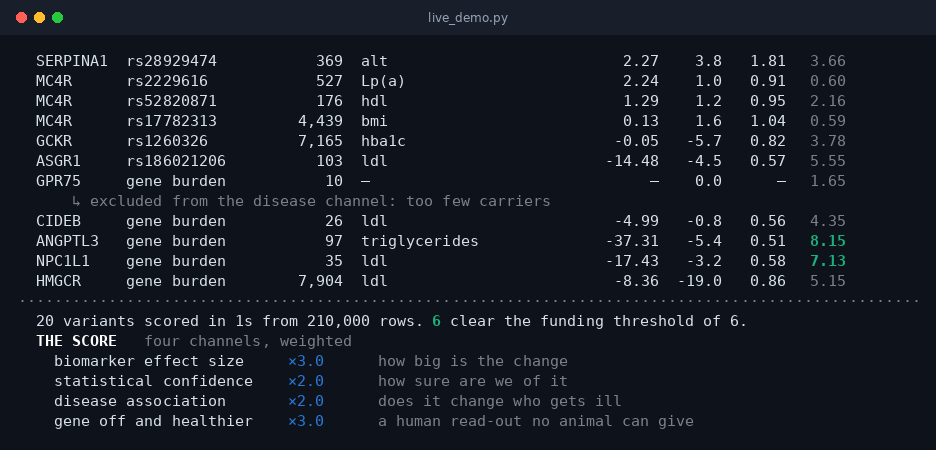 live_demo.py
SERPINA1 rs28929474 369 alt 2.27 3.8 1.81 3.66
MC4R rs2229616 527 Lp(a) 2.24 1.0 0.91 0.60
MC4R rs52820871 176 hdl 1.29 1.2 0.95 2.16
MC4R rs17782313 4,439 bmi 0.13 1.6 1.04 0.59
GCKR rs1260326 7,165 hba1c -0.05 -5.7 0.82 3.78
ASGR1 rs186021206 103 ldl -14.48 -4.5 0.57 5.55
GPR75 gene burden 10 — — 0.0 — 1.65
↳ excluded from the disease channel: too few carriers
CIDEB gene burden 26 ldl -4.99 -0.8 0.56 4.35
ANGPTL3 gene burden 97 triglycerides -37.31 -5.4 0.51 8.15
NPC1L1 gene burden 35 ldl -17.43 -3.2 0.58 7.13
HMGCR gene burden 7,904 ldl -8.36 -19.0 0.86 5.15
20 variants scored in 1s from 210,000 rows. 6 clear the funding threshold of 6.
THE SCORE four channels, weighted
biomarker effect size ×3.0 how big is the change
statistical confidence ×2.0 how sure are we of it
disease association ×2.0 does it change who gets ill
gene off and healthier ×3.0 a human read-out no animal can give